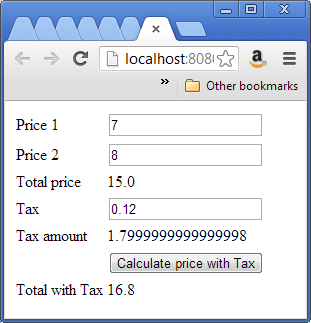 localhost:808
» Other bookmarks
Price 1 7
Price 2 8
Total price 15.0
Tax 0.12
Tax amount 1.7999999999999998
Calculate price with Tax
Total with Tax 16.8